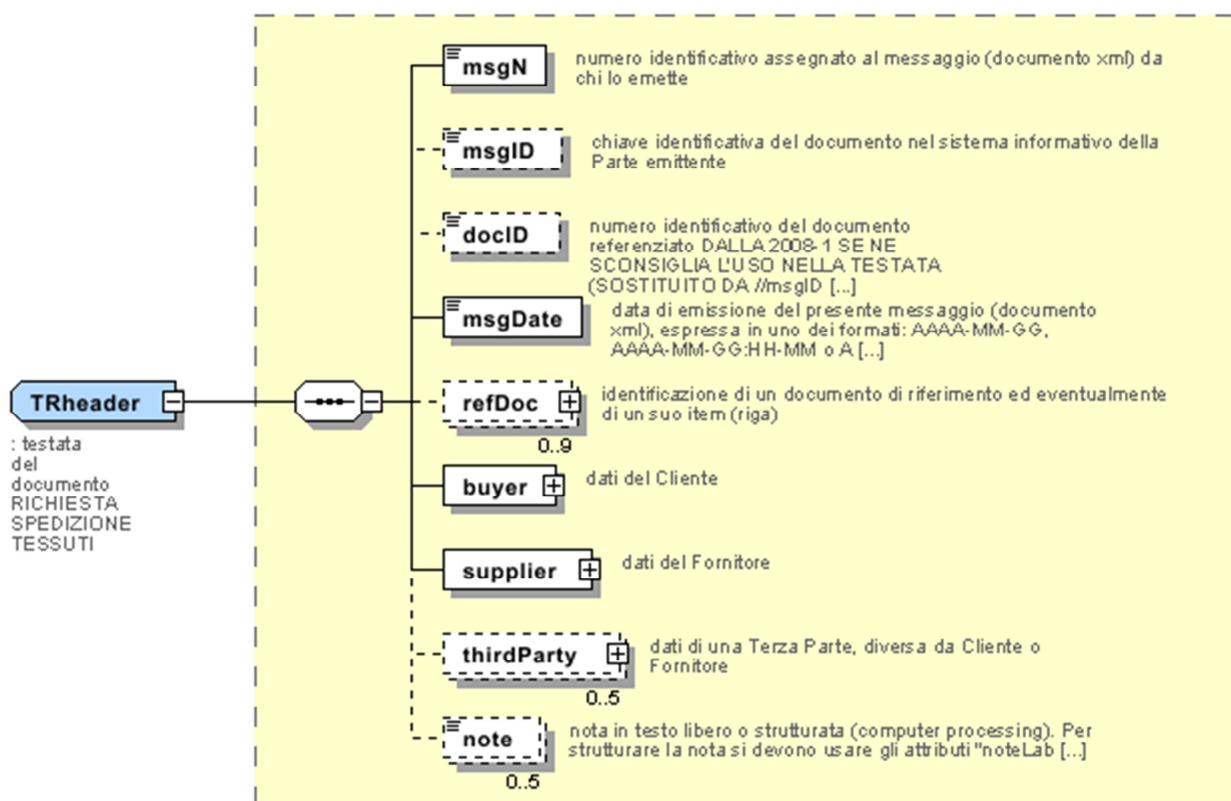 msgN
numero identificativo assegnato al messaggio (documento xml) da
chi lo emette
msgID
chiave identificativa del documento nel sistema informativo della
Parte emittente
docID
numero identificativo del documento
referenziato DALLA 2008-1 SE NE
SCONSIGLIA L'USO NELLA TESTATA
(SOSTITUITO DA //msgID [...]
msgDate
data di emissione del presente messaggio (documento
xml), espressa in uno dei formati: AAAA-MM-GG,
AAAA-MM-GG:HH-MM o A [...]
TRheader
: testata
del
documento
RICHIESTA
SPEDIZIONE
TESSUTI
refDoc
identificazione di un documento di riferimento ed eventualmente
di un suo item (riga)
0..9
buyer
dati del Cliente
supplier
dati del Fornitore
thirdParty
dati di una Terza Parte, diversa da Cliente o
Fornitore
0..5
note
nota in testo libero o strutturata (computer processing). Per
strutturare la nota si devono usare gli attributi "noteLab [...]
0..5